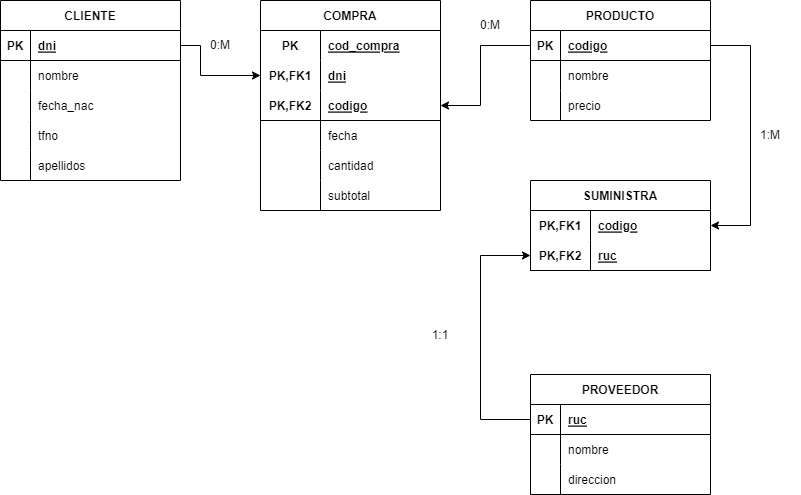 CLIENTE
PK dni
nombre
fecha_nac
tfno
apellidos
0:M
COMPRA
PK cod_compra
PK,FK1 dni
PK,FK2 codigo
fecha
cantidad
subtotal
0:M
PRODUCTO
PK codigo
nombre
precio
1:M
SUMINISTRA
PK,FK1 codigo
PK,FK2 ruc
1:1
PROVEEDOR
PK ruc
nombre
direccion